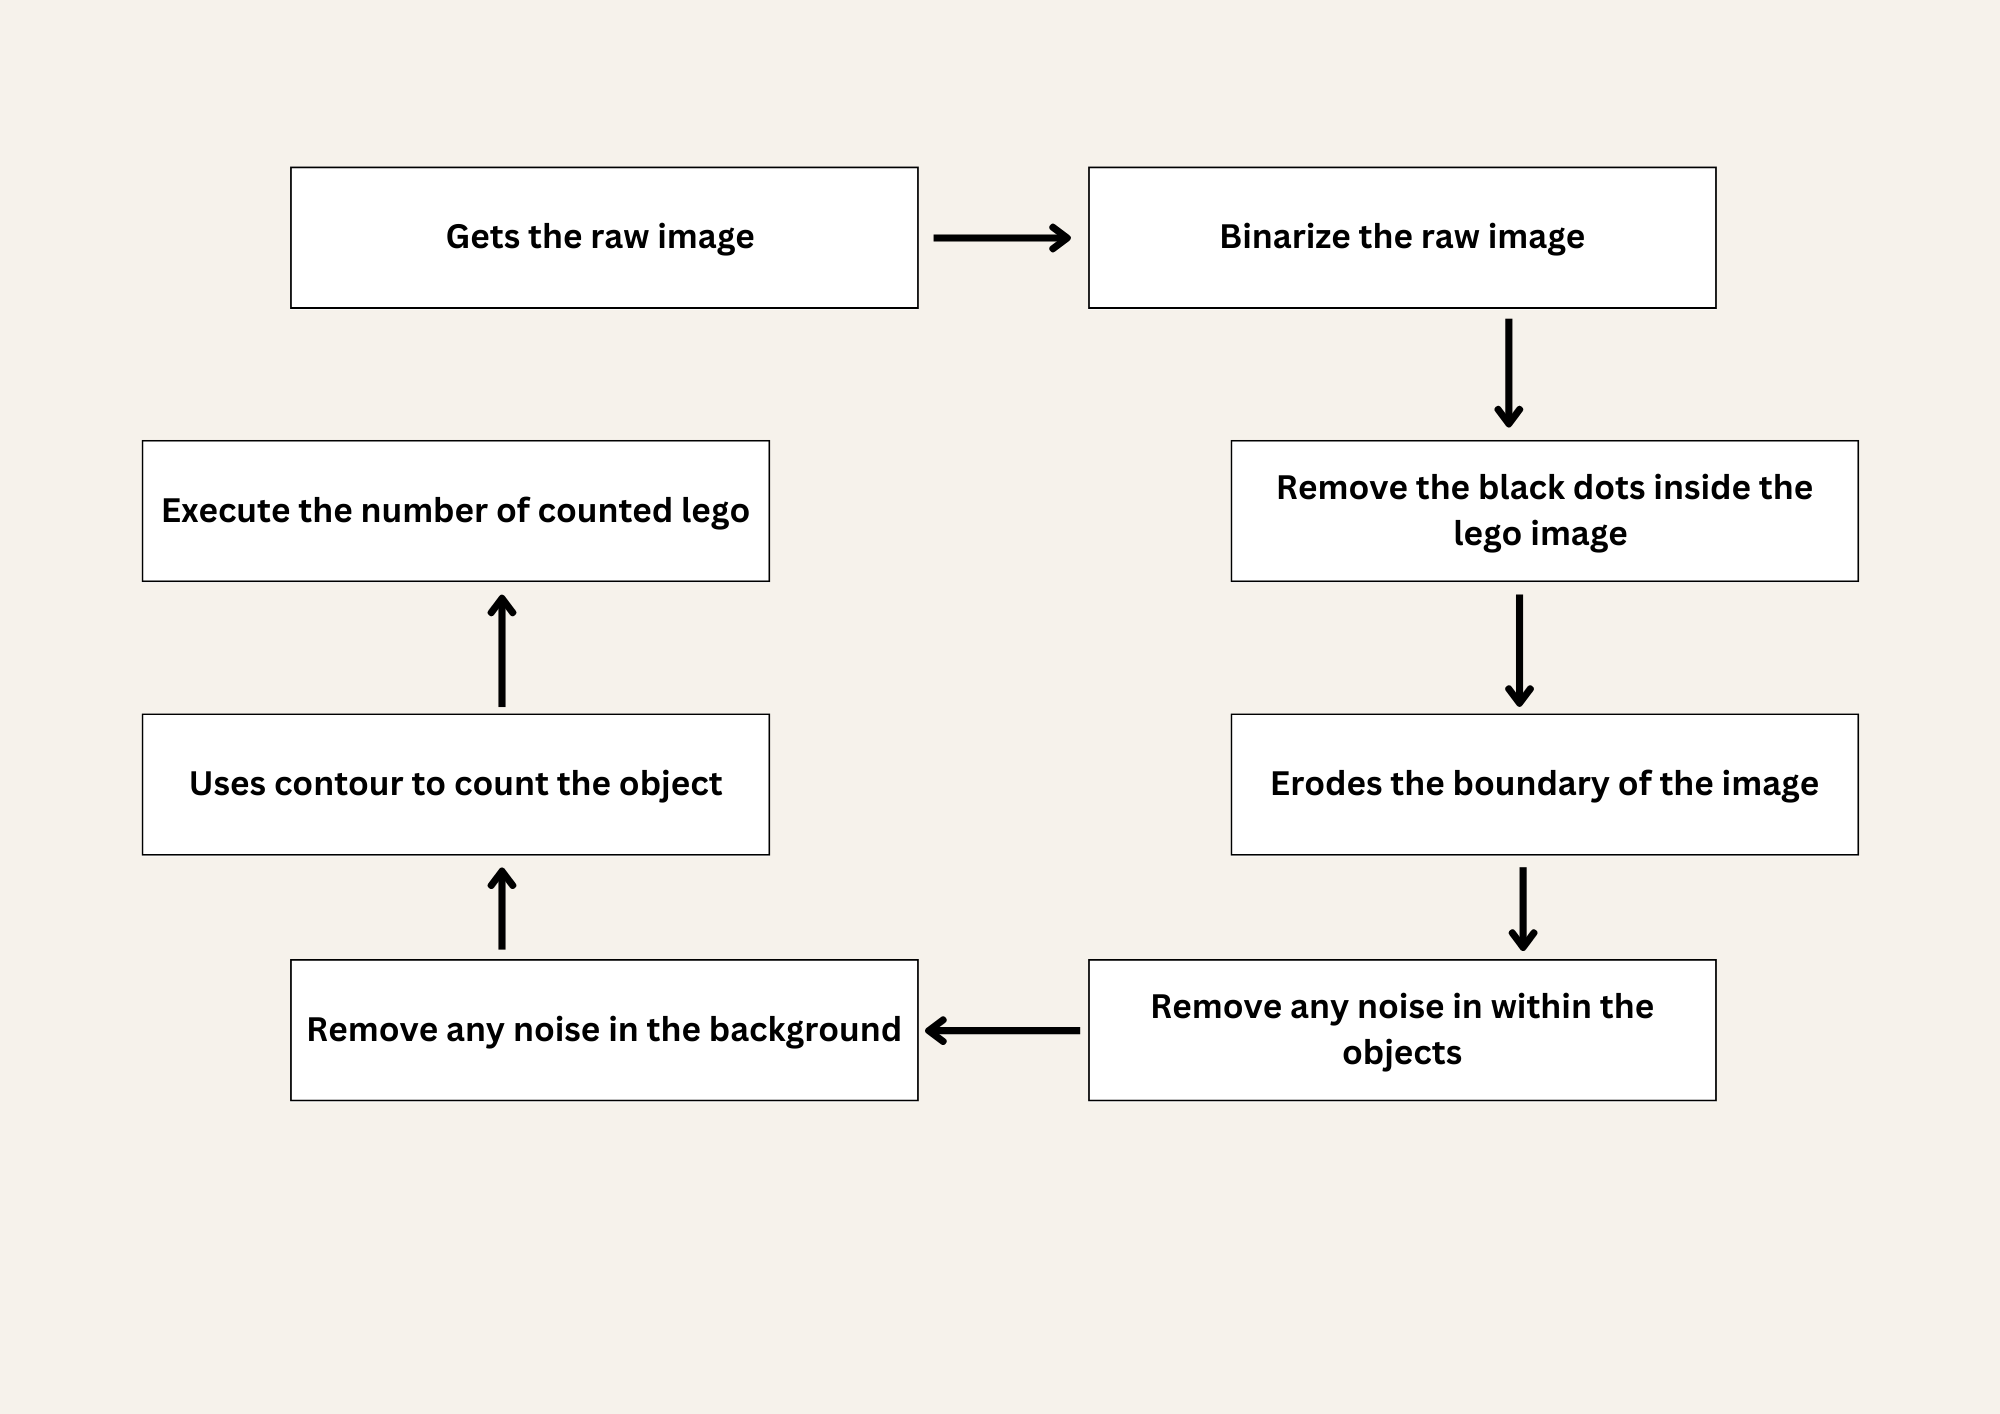 Gets the raw image
Binarize the raw image
Remove the black dots inside the
lego image
Erodes the boundary of the image
Remove any noise in within the
objects
Remove any noise in the background
Uses contour to count the object
Execute the number of counted lego